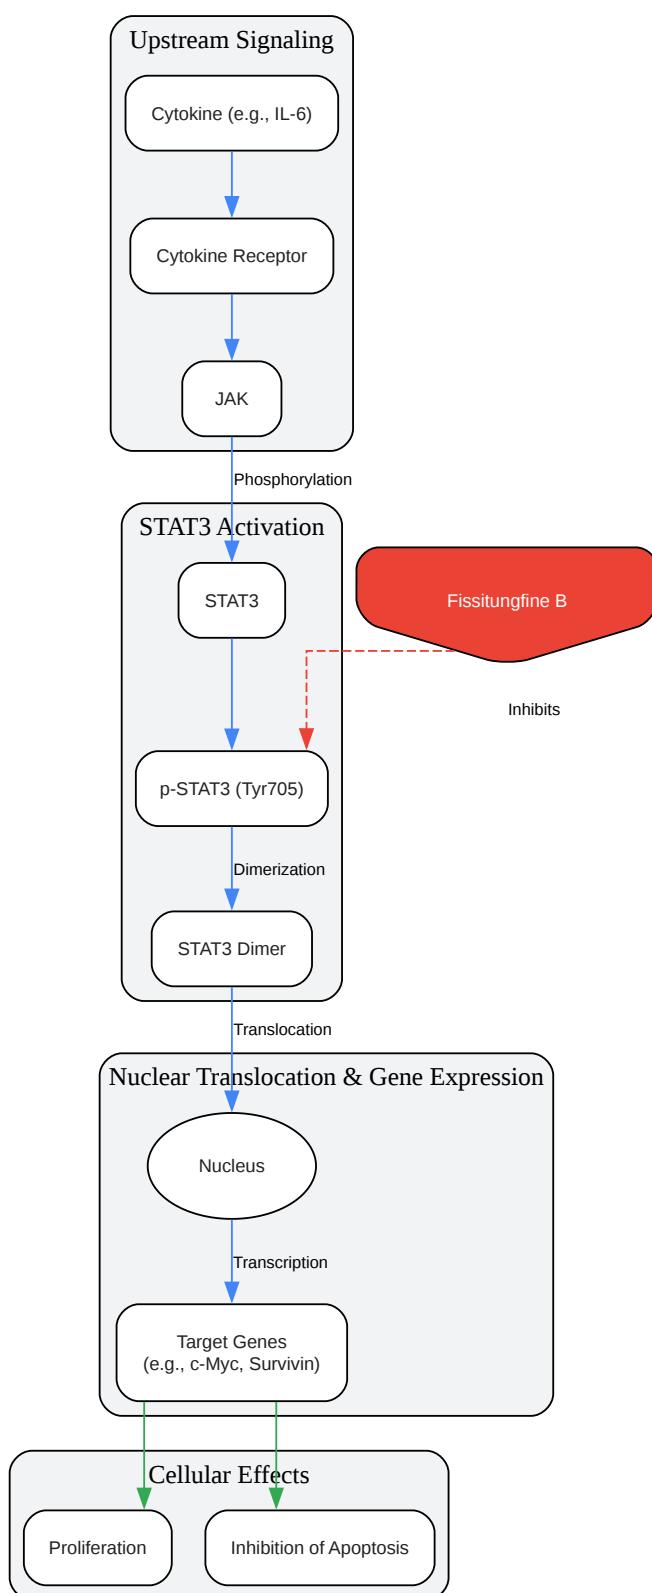 Upstream Signaling
Cytokine (e.g., IL-6)
Cytokine Receptor
JAK
Phosphorylation
STAT3 Activation
STAT3
Fissitungfine B
Inhibits
p-STAT3 (Tyr705)
Dimerization
STAT3 Dimer
Translocation
Nuclear Translocation & Gene Expression
Nucleus
Transcription
Target Genes
(e.g., c-Myc, Survivin)
Cellular Effects
Proliferation
Inhibition of Apoptosis